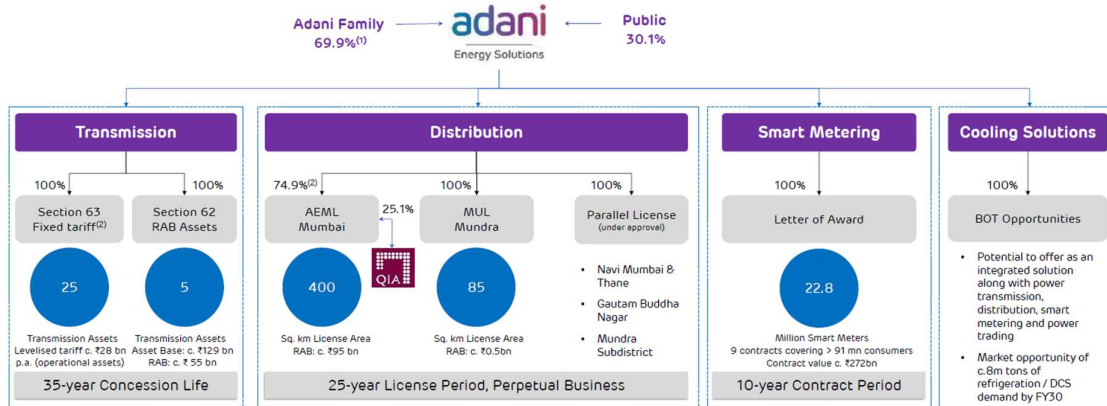 Adani Family
69.9%(1)
adani
Energy Solutions
Public
30.1%
Transmission
100%
100%
Section 63
Fixed tariff(2)
Section 62
RAB Assets
25
5
Transmission Assets
Levelised tariff c. ₹28 bn
p.a. (operational assets)
Transmission Assets
Asset Base: c. ₹129 bn
RAB: c. ₹ 55 bn
35-year Concession Life
Distribution
74.9%(2)
100%
100%
AEML
Mumbai
25.1%
QIA
MUL
Mundra
Parallel License
(under approval)
400
85
Sq. km License Area
RAB: c. ₹95 bn
Sq. km License Area
RAB: c. ₹0.5bn
• Navi Mumbai &
Thane
• Gautam Buddha
Nagar
• Mundra
Subdistrict
25-year License Period, Perpetual Business
Smart Metering
100%
Letter of Award
22.8
Million Smart Meters
9 contracts covering > 91 mn consumers
Contract value c. ₹272bn
10-year Contract Period
Cooling Solutions
100%
BOT Opportunities
• Potential to offer as an
integrated solution
along with power
transmission,
distribution, smart
metering and power
trading
• Market opportunity of
c.8m tons of
refrigeration / DCS
demand by FY30